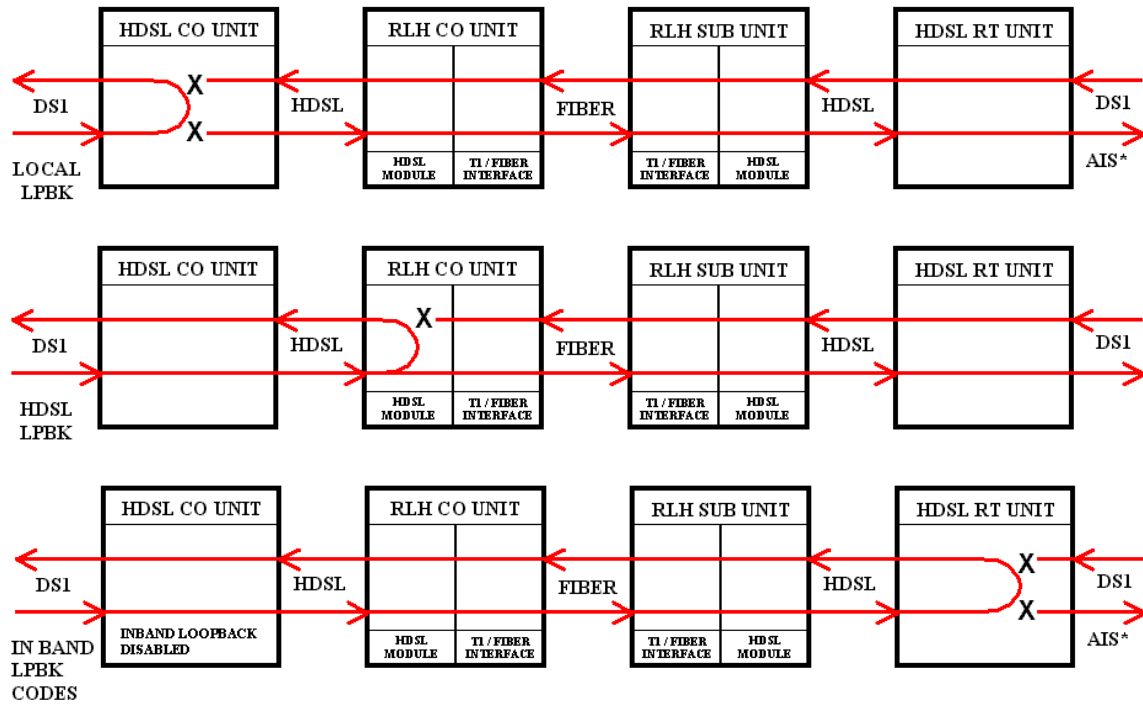 HDSL CO UNIT
RLH CO UNIT
RLH SUB UNIT
HDSL RT UNIT
X
X
DS1
HDSL
FIBER
HDSL
DS1
LOCAL
LPBK
HDSL
MODULE
T1 / FIBER
INTERFACE
T1 / FIBER
INTERFACE
HDSL
MODULE
AIS*
HDSL CO UNIT
RLH CO UNIT
RLH SUB UNIT
HDSL RT UNIT
X
DS1
HDSL
FIBER
HDSL
DS1
HDSL
LPBK
HDSL
MODULE
T1 / FIBER
INTERFACE
T1 / FIBER
INTERFACE
HDSL
MODULE
HDSL CO UNIT
RLH CO UNIT
RLH SUB UNIT
HDSL RT UNIT
X
X
DS1
HDSL
FIBER
HDSL
DS1
IN BAND
LPBK
CODES
INBAND LOOPBACK
DISABLED
HDSL
MODULE
T1 / FIBER
INTERFACE
T1 / FIBER
INTERFACE
HDSL
MODULE
AIS*